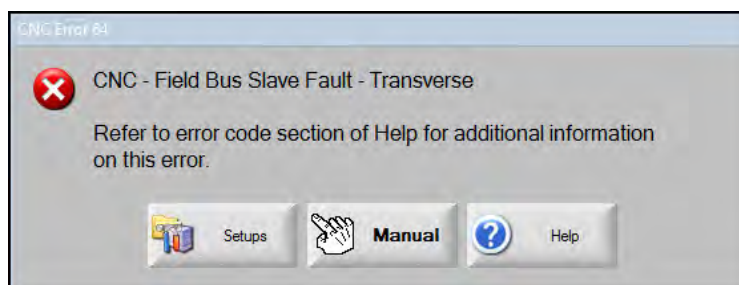 CNC Error 64
CNC - Field Bus Slave Fault - Transverse
Refer to error code section of Help for additional information
on this error.
Setups Manual Help